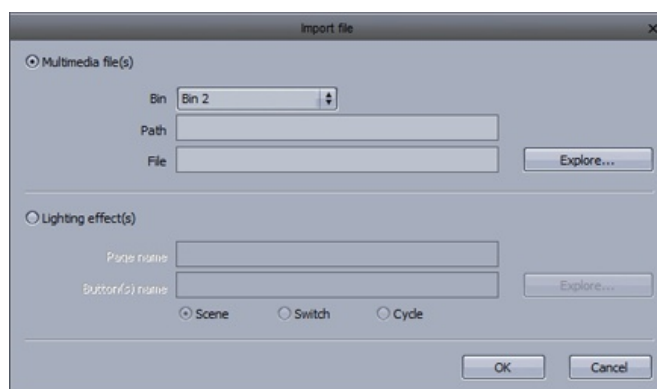 Import file
Multimedia file(s)
Bin Bin 2
Path
File Explore...
Lighting effect(s)
Page name
Button(s) name Explore...
Scene Switch Cycle
OK Cancel